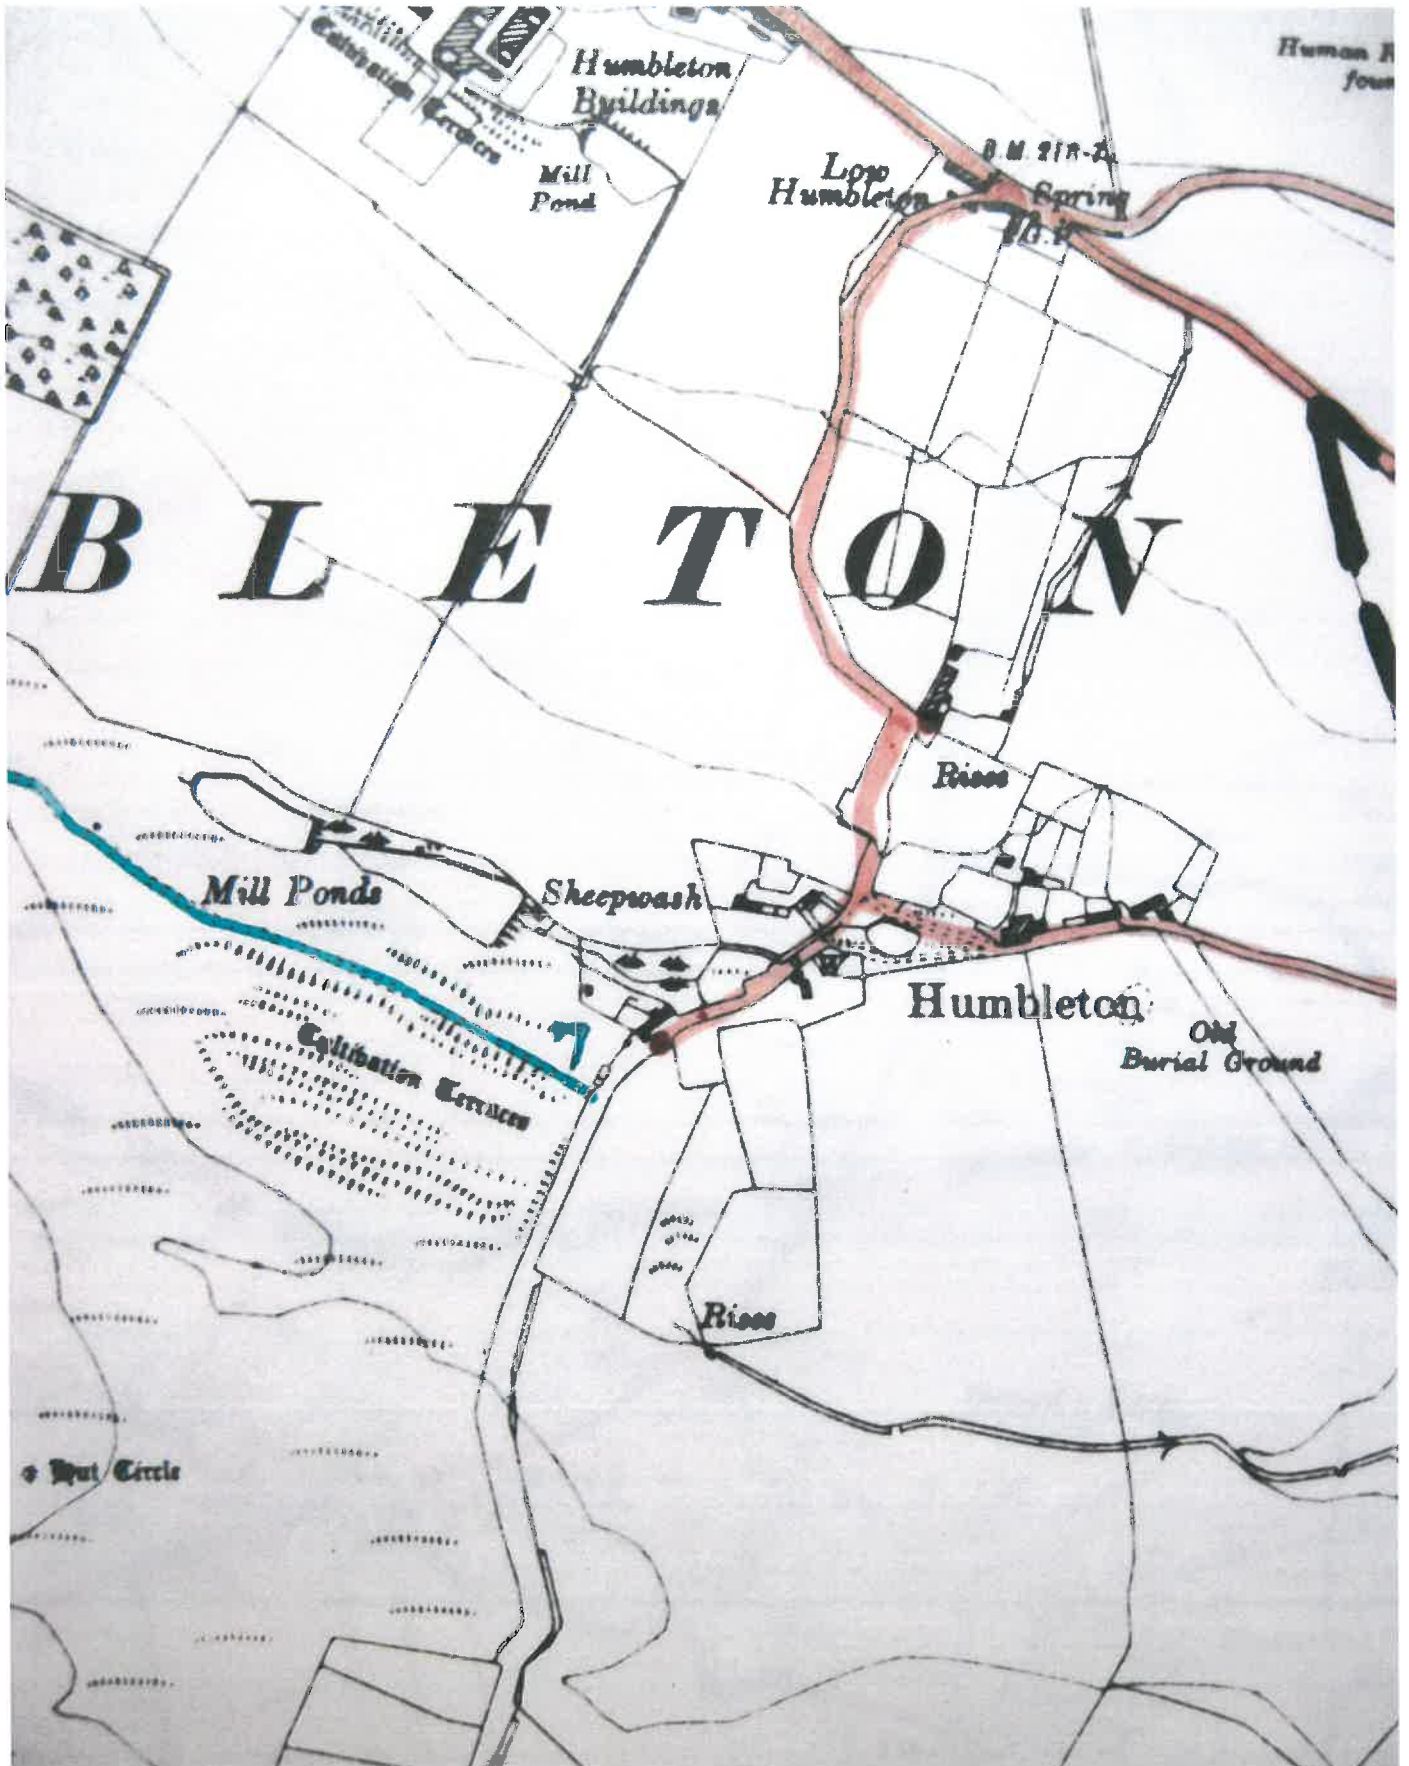 Cultivation
Terraces
Humbleton
Buildings
Mill
Pond
Human
Low
Humbleton
B.M.
Spring
BLETON
Rises
Mill Ponds
Sheepwash
W
Humbleton
Old
Burial Ground
Cultivation Terraces
Rises
Hut Circle